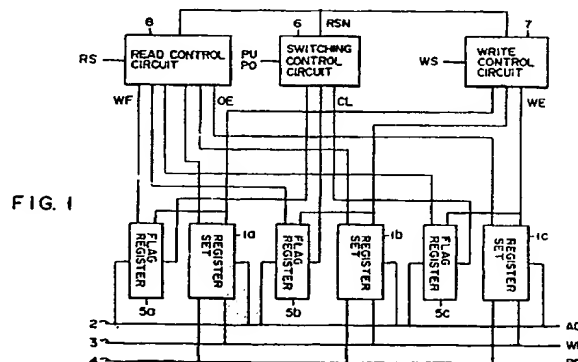 8 6 RSN 7
RS READ CONTROL CIRCUIT
PU
PO SWITCHING CONTROL CIRCUIT
WS WRITE CONTROL CIRCUIT
WF OE CL WE
FIG. 1
FLAG REGISTER
1a
REGISTER SET
FLAG REGISTER
1b
REGISTER SET
FLAG REGISTER
1c
REGISTER SET
5a 5b 5c
2
3
4